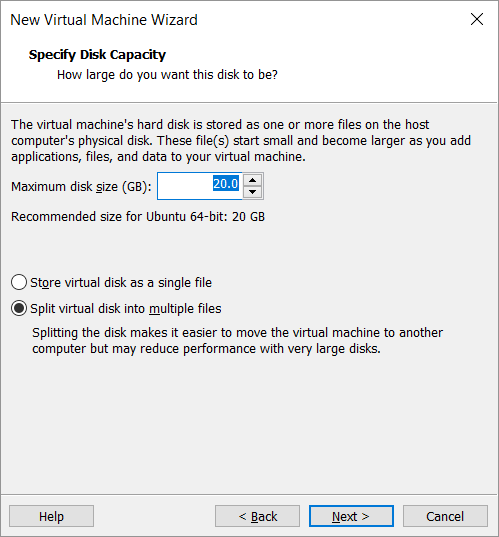 New Virtual Machine Wizard
Specify Disk Capacity
How large do you want this disk to be?
The virtual machine's hard disk is stored as one or more files on the host
computer's physical disk. These file(s) start small and become larger as you add
applications, files, and data to your virtual machine.
Maximum disk size (GB): 20.0
Recommended size for Ubuntu 64-bit: 20 GB
Store virtual disk as a single file
Split virtual disk into multiple files
Splitting the disk makes it easier to move the virtual machine to another
computer but may reduce performance with very large disks.
Help < Back Next > Cancel